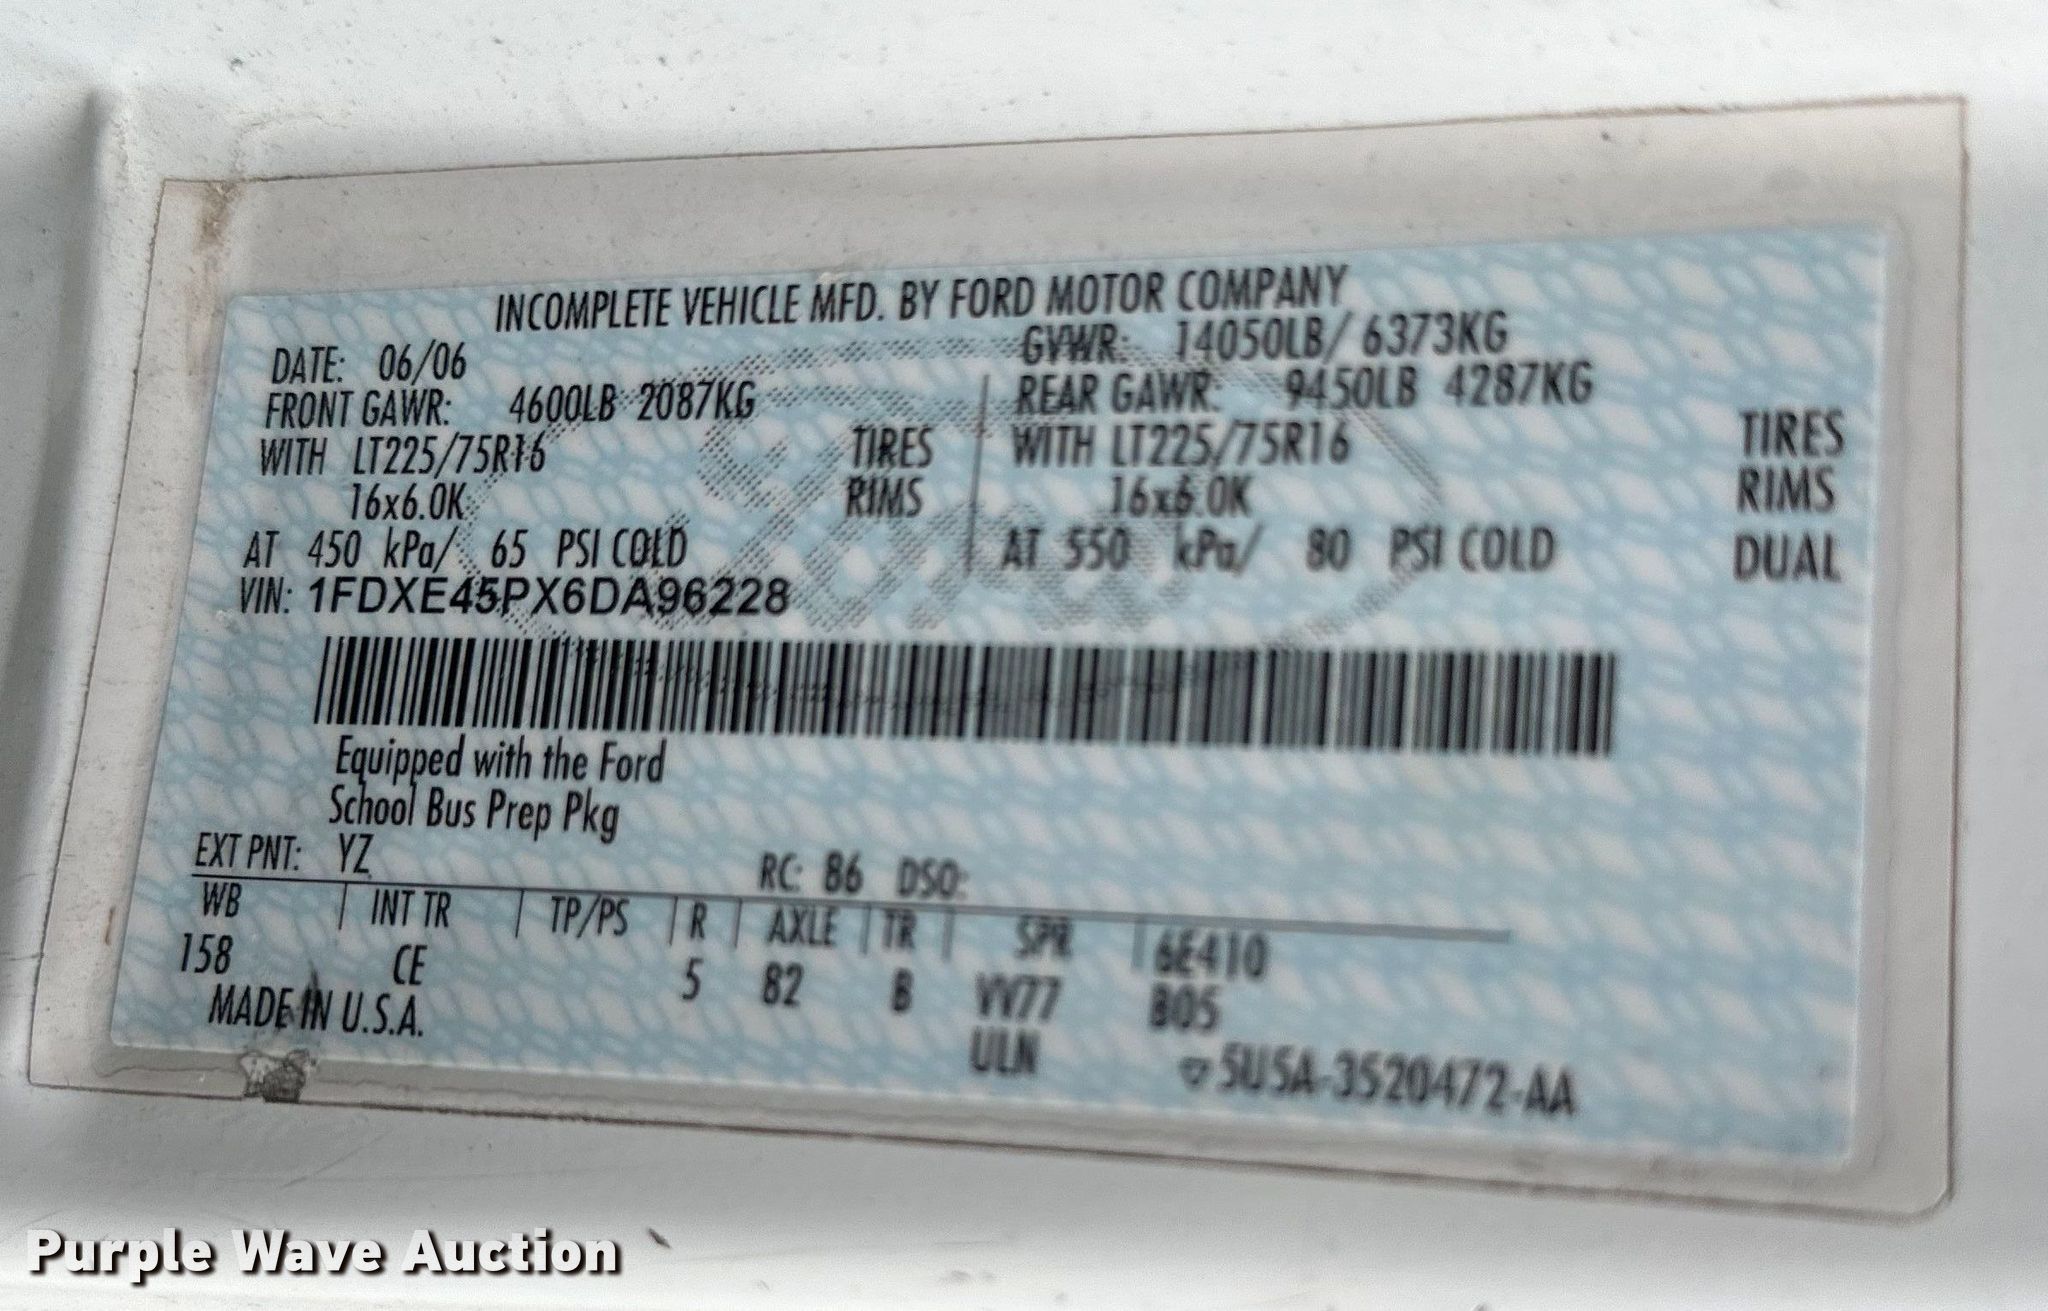 INCOMPLETE VEHICLE MFD. BY FORD MOTOR COMPANY
DATE: 06/06 GVWR: 14050LB/ 6373KG
FRONT GAWR: 4600LB 2087KG REAR GAWR: 9450LB 4287KG
WITH LT225/75R16 TIRES WITH LT225/75R16 TIRES
16x6.0K RIMS 16x6.0K RIMS
AT 450 kPa/ 65 PSI COLD AT 550 kPa/ 80 PSI COLD DUAL
VIN: 1FDXE45PX6DA96228
Equipped with the Ford
School Bus Prep Pkg
EXT PNT: YZ RC: 86 DSO:
WB INT TR TP/PS R AXLE TR SPR 6E410
158 CE 5 82 B VV77 B05
MADE IN U.S.A. ULN
5U5A-3520472-AA
Purple Wave Auction